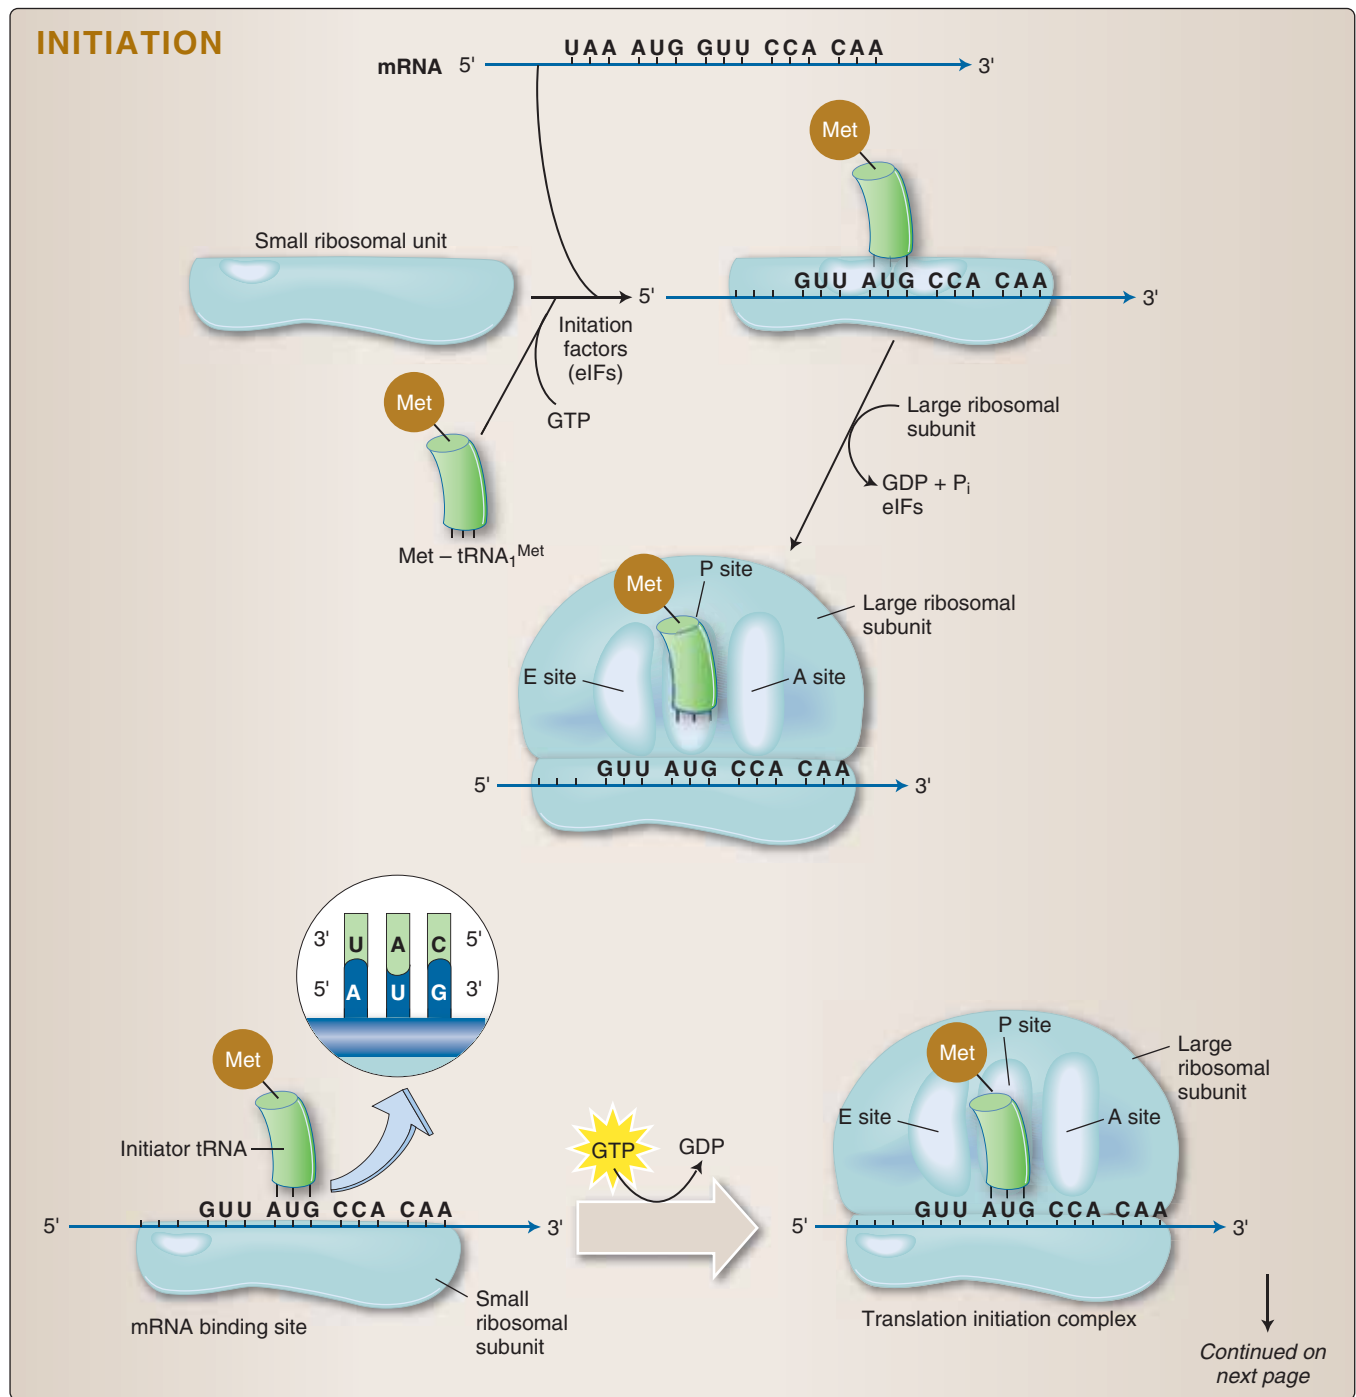 INITIATION
UAA AUG GUU CCA CAA
mRNA 5' 3'
Met
Small ribosomal unit
GUU AUG CCA CAA
5' 3'
Initation
factors
(eIFs)
GTP
Met
Met – tRNA₁ᴹᵉᵗ
Large ribosomal
subunit
GDP + Pᵢ
eIFs
Met
P site
Large ribosomal
subunit
E site
A site
GUU AUG CCA CAA
5' 3'
3' U A C 5'
5' A U G 3'
Met
Initiator tRNA
GUU AUG CCA CAA
5' 3'
mRNA binding site
Small
ribosomal
subunit
GTP GDP
P site
Met
Large
ribosomal
subunit
E site
A site
GUU AUG CCA CAA
5' 3'
Translation initiation complex
Continued on
next page